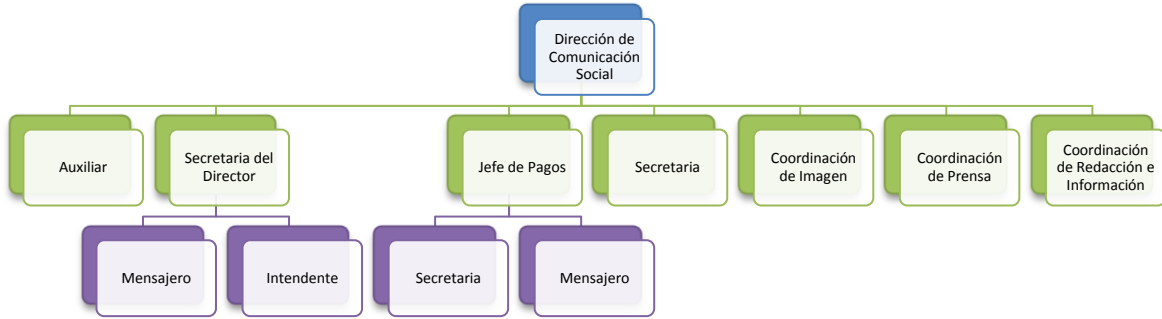 Dirección de
Comunicación
Social
Auxiliar
Secretaria del
Director
Jefe de Pagos
Secretaria
Coordinación
de Imagen
Coordinación
de Prensa
Coordinación
de Redacción e
Información
Mensajero
Intendente
Secretaria
Mensajero